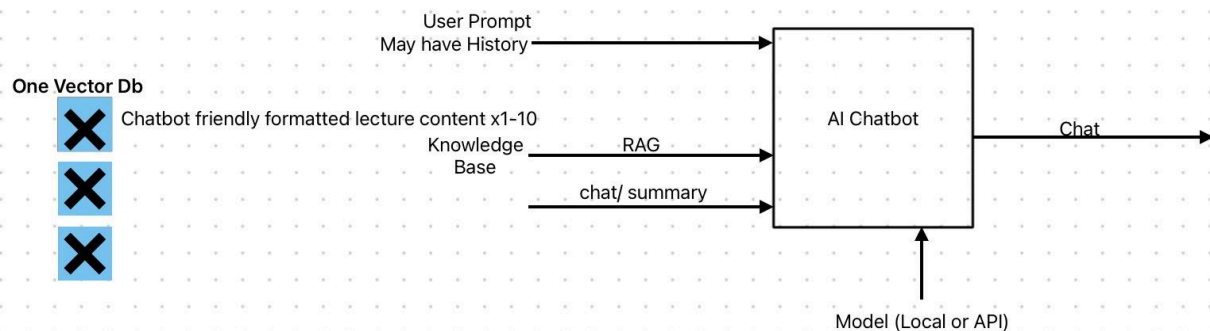 User Prompt
May have History
One Vector Db
Chatbot friendly formatted lecture content x1-10
AI Chatbot
Chat
Knowledge
Base
RAG
chat/ summary
Model (Local or API)